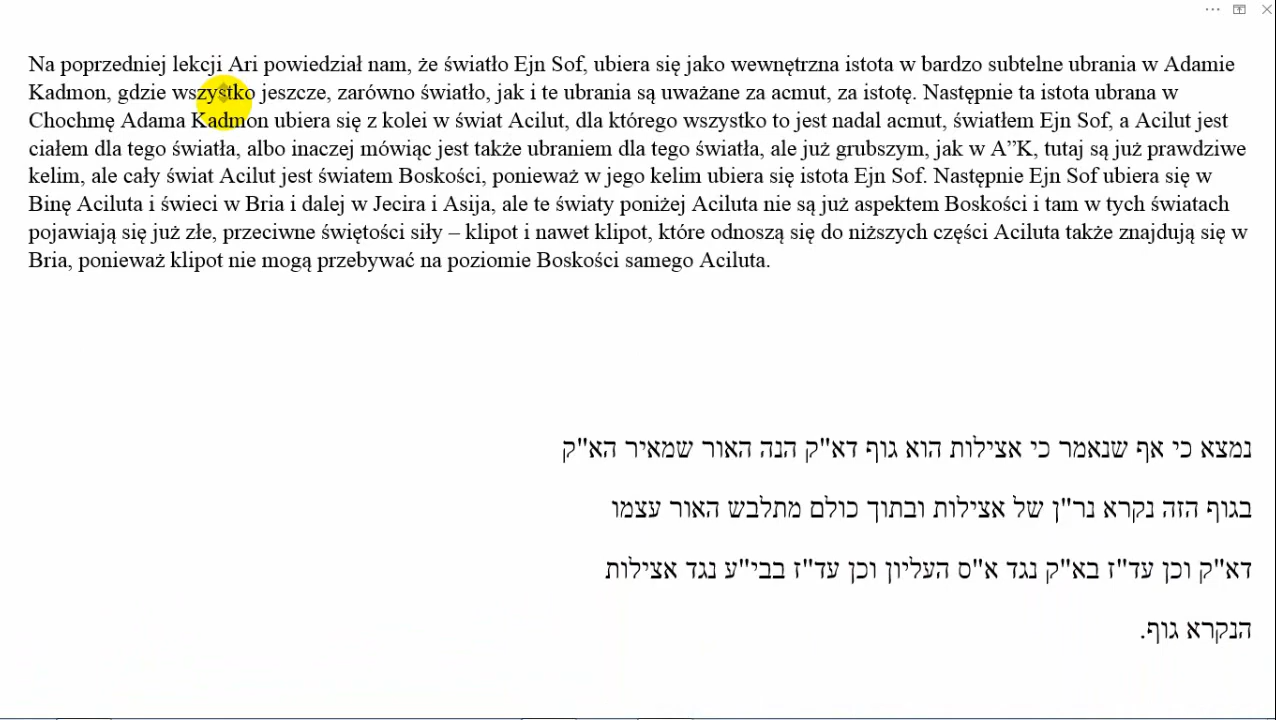 Na poprzedniej lekcji Ari powiedział nam, że światło Ejn Sof, ubiera się jako wewnętrzna istota w bardzo subtelne ubrania w Adamie
Kadmon, gdzie wszystko jeszcze, zarówno światło, jak i te ubrania są uważane za acmut, za istotę. Następnie ta istota ubrana w
Chochmę Adama Kadmon ubiera się z kolei w świat Acilut, dla którego wszystko to jest nadal acmut, światłem Ejn Sof, a Acilut jest
ciałem dla tego światła, albo inaczej mówiąc jest także ubraniem dla tego światła, ale już grubszym, jak w A”K, tutaj są już prawdziwe
kelim, ale cały świat Acilut jest światem Boskości, ponieważ w jego kelim ubiera się istota Ejn Sof. Następnie Ejn Sof ubiera się w
Binę Aciluta i świeci w Bria i dalej w Jecira i Asija, ale te światy poniżej Aciluta nie są już aspektem Boskości i tam w tych światach
pojawiają się już złe, przeciwne świętości siły – klipot i nawet klipot, które odnoszą się do niższych części Aciluta także znajdują się w
Bria, ponieważ klipot nie mogą przebywać na poziomie Boskości samego Aciluta.
נמצא כי אף שנאמר כי אצילות הוא גוף דא"ק הנה האור שמאיר הא"ק
בגוף הזה נקרא נר"ן של אצילות ובתוך כולם מתלבש האור עצמו
דא"ק וכן עד"ז בא"ק נגד א"ס העליון וכן עד"ז בבי"ע נגד אצילות
הנקרא גוף.